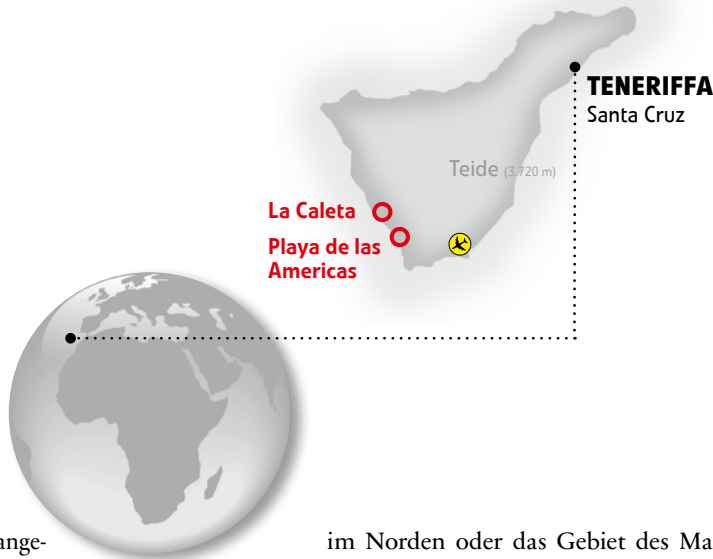 TENERIFFA
Santa Cruz
Teide (3.720 m)
La Caleta
Playa de las
Americas
ange-
im Norden oder das Gebiet des Ma